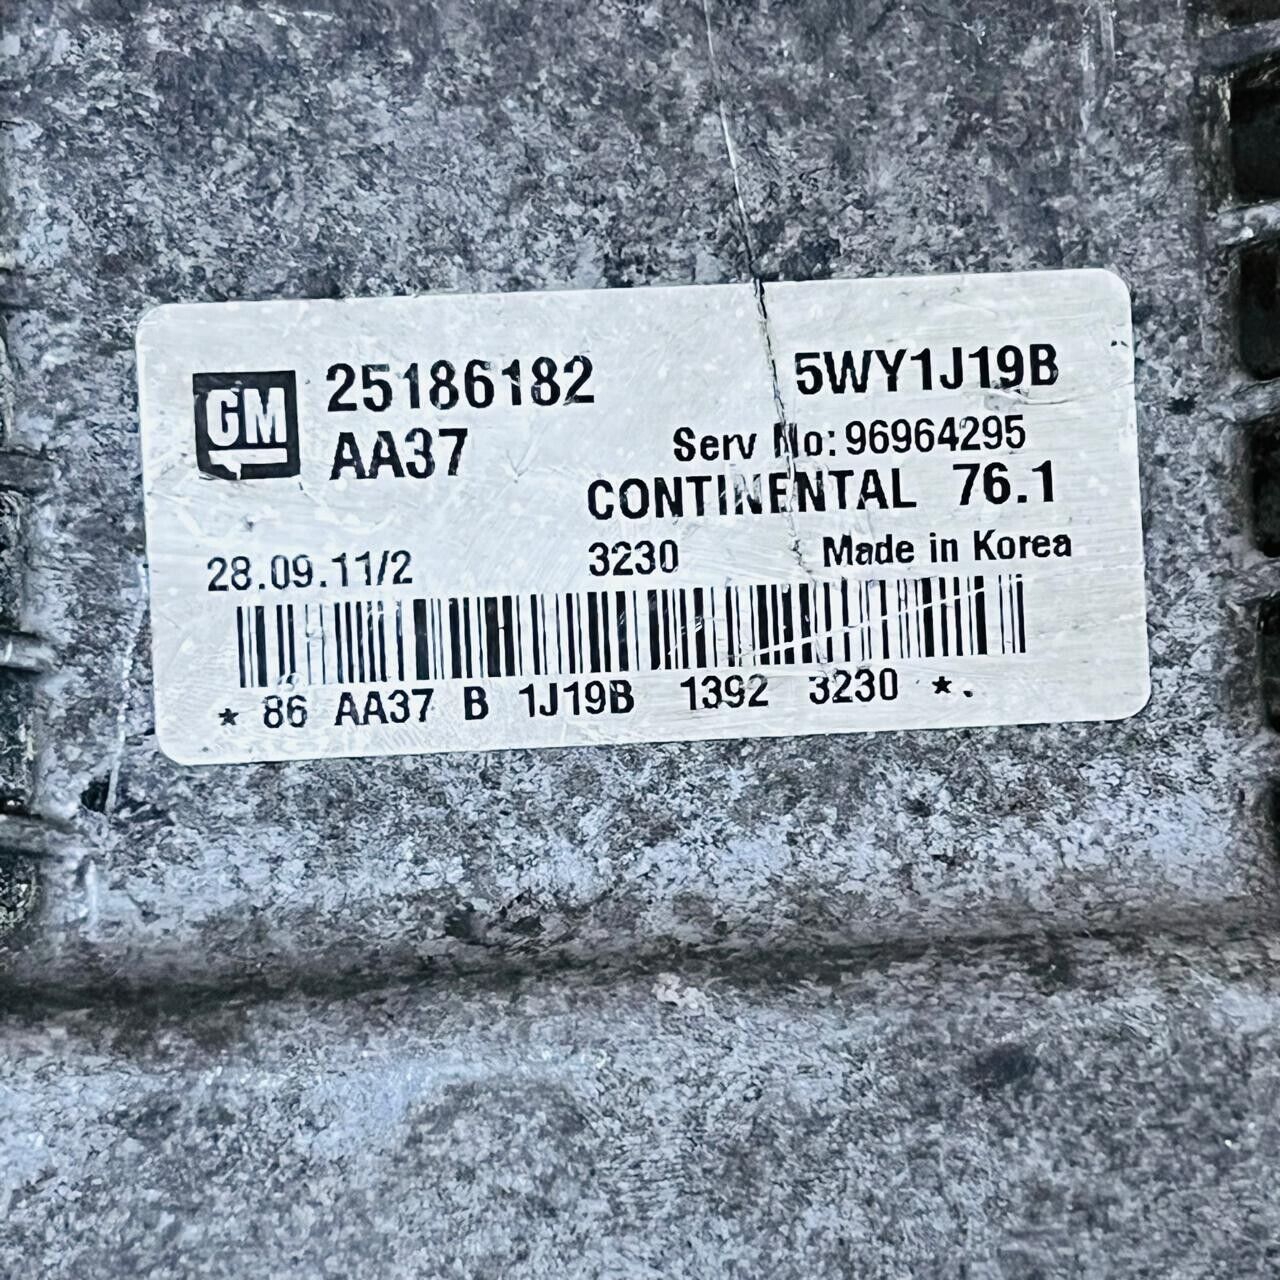 GM 25186182 5WY1J19B
AA37 Serv No: 96964295
CONTINENTAL 76.1
28.09.11/2 3230 Made in Korea
* 86 AA37 B 1J19B 1392 3230 *.